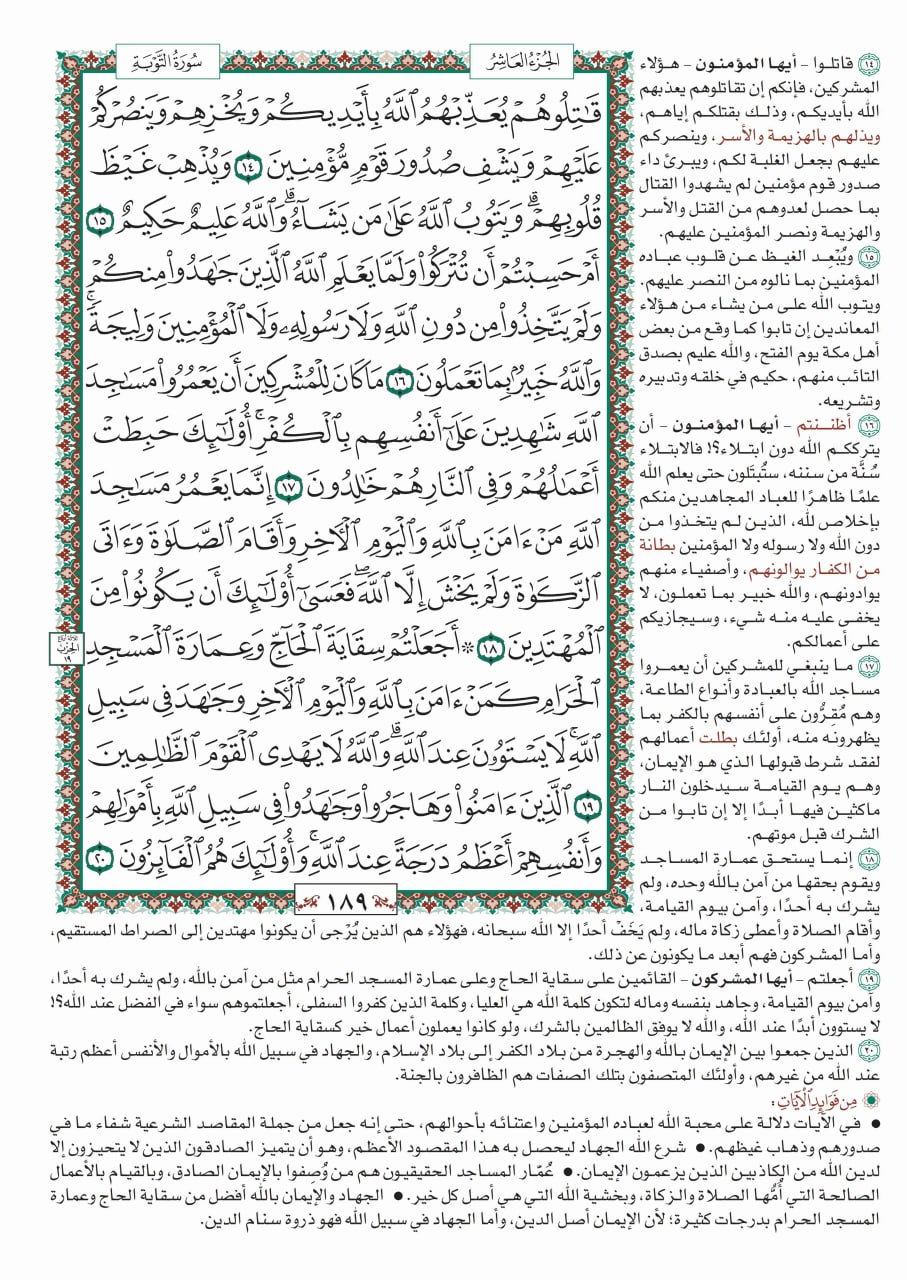 سُورَةُ التَّوْبَةِ
الجُزْءُ العَاشِرُ
قَٰتِلُوهُمْ يُعَذِّبْهُمُ ٱللَّهُ بِأَيْدِيكُمْ وَيُخْزِهِمْ وَيَنصُرْكُمْ
عَلَيْهِمْ وَيَشْفِ صُدُورَ قَوْمٍ مُّؤْمِنِينَ ١٤ وَيُذْهِبْ غَيْظَ
قُلُوبِهِمْ ۗ وَيَتُوبُ ٱللَّهُ عَلَىٰ مَن يَشَآءُ ۗ وَٱللَّهُ عَلِيمٌ حَكِيمٌ ١٥
أَمْ حَسِبْتُمْ أَن تُتْرَكُوا۟ وَلَمَّا يَعْلَمِ ٱللَّهُ ٱلَّذِينَ جَٰهَدُوا۟ مِنكُمْ
وَلَمْ يَتَّخِذُوا۟ مِن دُونِ ٱللَّهِ وَلَا رَسُولِهِۦ وَلَا ٱلْمُؤْمِنِينَ وَلِيجَةً ۚ
وَٱللَّهُ خَبِيرٌۢ بِمَا تَعْمَلُونَ ١٦ مَا كَانَ لِلْمُشْرِكِينَ أَن يَعْمُرُوا۟ مَسَٰجِدَ
ٱللَّهِ شَٰهِدِينَ عَلَىٰٓ أَنفُسِهِم بِٱلْكُفْرِ ۚ أُو۟لَٰٓئِكَ حَبِطَتْ
أَعْمَٰلُهُمْ وَفِى ٱلنَّارِ هُمْ خَٰلِدُونَ ١٧ إِنَّمَا يَعْمُرُ مَسَٰجِدَ
ٱللَّهِ مَنْ ءَامَنَ بِٱللَّهِ وَٱلْيَوْمِ ٱلْءَاخِرِ وَأَقَامَ ٱلصَّلَوٰةَ وَءَاتَى
ٱلزَّكَوٰةَ وَلَمْ يَخْشَ إِلَّا ٱللَّهَ ۖ فَعَسَىٰٓ أُو۟لَٰٓئِكَ أَن يَكُونُوا۟ مِنَ
ٱلْمُهْتَدِينَ ١٨ ۞ أَجَعَلْتُمْ سِقَايَةَ ٱلْحَآجِّ وَعِمَارَةَ ٱلْمَسْجِدِ
ٱلْحَرَامِ كَمَنْ ءَامَنَ بِٱللَّهِ وَٱلْيَوْمِ ٱلْءَاخِرِ وَجَٰهَدَ فِى سَبِيلِ
ٱللَّهِ ۚ لَا يَسْتَوُۥنَ عِندَ ٱللَّهِ ۗ وَٱللَّهُ لَا يَهْدِى ٱلْقَوْمَ ٱلظَّٰلِمِينَ
١٩ ٱلَّذِينَ ءَامَنُوا۟ وَهَاجَرُوا۟ وَجَٰهَدُوا۟ فِى سَبِيلِ ٱللَّهِ بِأَمْوَٰلِهِمْ
وَأَنفُسِهِمْ أَعْظَمُ دَرَجَةً عِندَ ٱللَّهِ ۚ وَأُو۟لَٰٓئِكَ هُمُ ٱلْفَآئِزُونَ ٢٠
١٨٩
ثلاثة أرباع
الحزب
١٩
١٤ قاتلوا - أيها المؤمنون - هؤلاء
المشركين، فإنكم إن تقاتلوهم يعذبهم
الله بأيديكم، وذلك بقتلكم إياهم،
ويذلهم بالهزيمة والأسر، وينصركم
عليهم بجعل الغلبة لكم، ويبرئ داء
صدور قوم مؤمنين لم يشهدوا القتال
بما حصل لعدوهم من القتل والأسر
والهزيمة ونصر المؤمنين عليهم.
١٥ ويُبْعِد الغيظ عن قلوب عباده
المؤمنين بما نالوه من النصر عليهم.
ويتوب الله على من يشاء من هؤلاء
المعاندين إن تابوا كما وقع من بعض
أهل مكة يوم الفتح، والله عليم بصدق
التائب منهم، حكيم في خلقه وتدبيره
وتشريعه.
١٦ أظننتم - أيها المؤمنون - أن
يترككم الله دون ابتلاء؟! فالابتلاء
سُنَّة من سننه، ستُبتَلون حتى يعلم الله
علمًا ظاهرًا للعباد المجاهدين منكم
بإخلاص لله، الذين لم يتخذوا من
دون الله ولا رسوله ولا المؤمنين بطانة
من الكفار يوالونهم، وأصفياء منهم
يوادونهم، والله خبير بما تعملون، لا
يخفى عليه منه شيء، وسيجازيكم
على أعمالكم.
١٧ ما ينبغي للمشركين أن يعمروا
مساجد الله بالعبادة وأنواع الطاعة،
وهم مُقِرُّون على أنفسهم بالكفر بما
يظهرونه منه، أولئك بطلت أعمالهم
لفقد شرط قبولها الذي هو الإيمان،
وهم يوم القيامة سيدخلون النار
ماكثين فيها أبدًا إلا إن تابوا من
الشرك قبل موتهم.
١٨ إنما يستحق عمارة المساجد
ويقوم بحقها من آمن بالله وحده، ولم
يشرك به أحدًا، وآمن بيوم القيامة،
وأقام الصلاة وأعطى زكاة ماله، ولم يَخَفْ أحدًا إلا الله سبحانه، فهؤلاء هم الذين يُرْجى أن يكونوا مهتدين إلى الصراط المستقيم،
وأما المشركون فهم أبعد ما يكونون عن ذلك.
١٩ أجعلتم - أيها المشركون - القائمين على سقاية الحاج وعلى عمارة المسجد الحرام مثل من آمن بالله، ولم يشرك به أحدًا،
وآمن بيوم القيامة، وجاهد بنفسه وماله لتكون كلمة الله هي العليا، وكلمة الذين كفروا السفلى، أجعلتموهم سواء في الفضل عند الله؟!
لا يستوون أبدًا عند الله، والله لا يوفق الظالمين بالشرك، ولو كانوا يعملون أعمال خير كسقاية الحاج.
٢٠ الذين جمعوا بين الإيمان بالله والهجرة من بلاد الكفر إلى بلاد الإسلام، والجهاد في سبيل الله بالأموال والأنفس أعظم رتبة
عند الله من غيرهم، وأولئك المتصفون بتلك الصفات هم الظافرون بالجنة.
مِن فَوَائِدِ الْآيَاتِ:
• في الآيات دلالة على محبة الله لعباده المؤمنين واعتنائه بأحوالهم، حتى إنه جعل من جملة المقاصد الشرعية شفاء ما في
صدورهم وذهاب غيظهم. • شرع الله الجهاد ليحصل به هذا المقصود الأعظم، وهو أن يتميز الصادقون الذين لا يتحيزون إلا
لدين الله من الكاذبين الذين يزعمون الإيمان. • عُمَّار المساجد الحقيقيون هم من وُصِفوا بالإيمان الصادق، وبالقيام بالأعمال
الصالحة التي أُمُّها الصلاة والزكاة، وبخشية الله التي هي أصل كل خير. • الجهاد والإيمان بالله أفضل من سقاية الحاج وعمارة
المسجد الحرام بدرجات كثيرة؛ لأن الإيمان أصل الدين، وأما الجهاد في سبيل الله فهو ذروة سنام الدين.